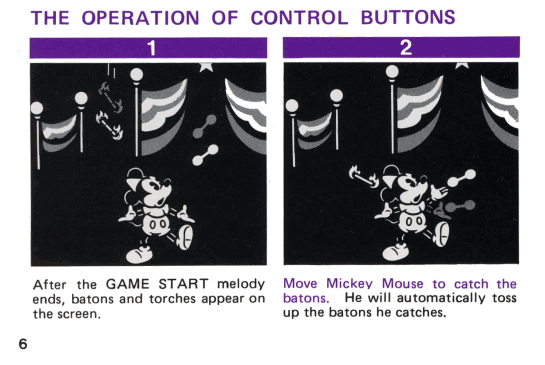 THE OPERATION OF CONTROL BUTTONS
1
After the GAME START melody
ends, batons and torches appear on
the screen.
2
Move Mickey Mouse to catch the
batons. He will automatically toss
up the batons he catches.
6